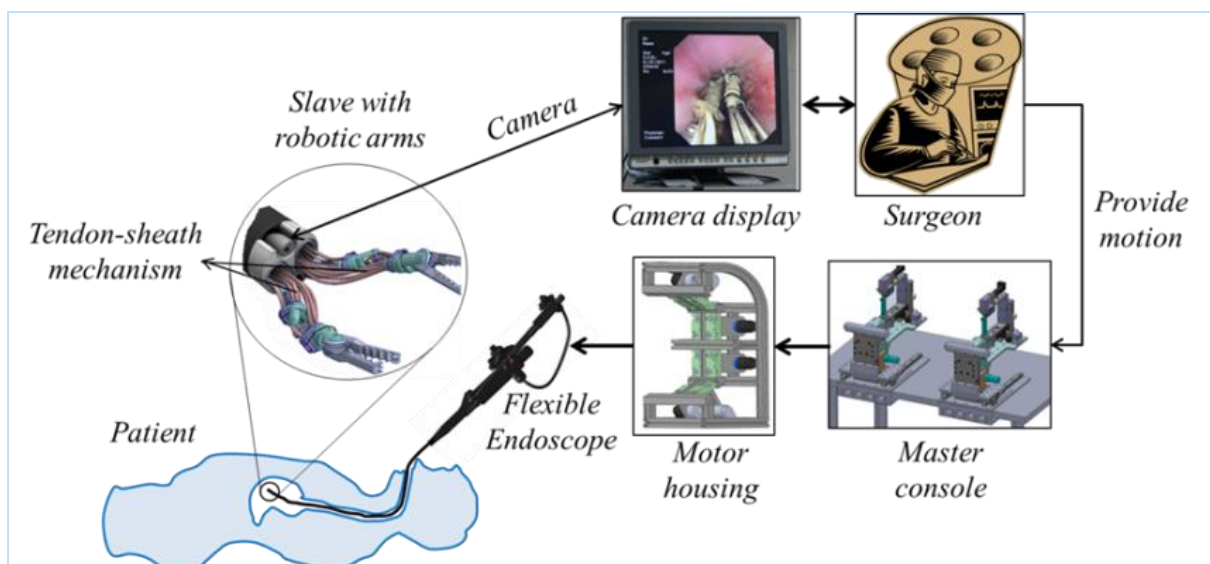 Slave with
robotic arms
Camera
Tendon-sheath
mechanism
Camera display
Surgeon
Provide
motion
Flexible
Endoscope
Patient
Motor
housing
Master
console